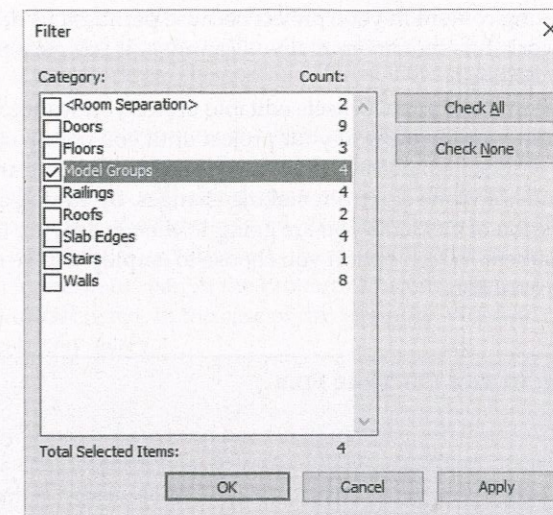 Filter
Category: Count:
<Room Separation> 2
Doors 9
Floors 3
Model Groups 4
Railings 4
Roofs 2
Slab Edges 4
Stairs 1
Walls 8
Check All
Check None
Total Selected Items: 4
OK Cancel Apply